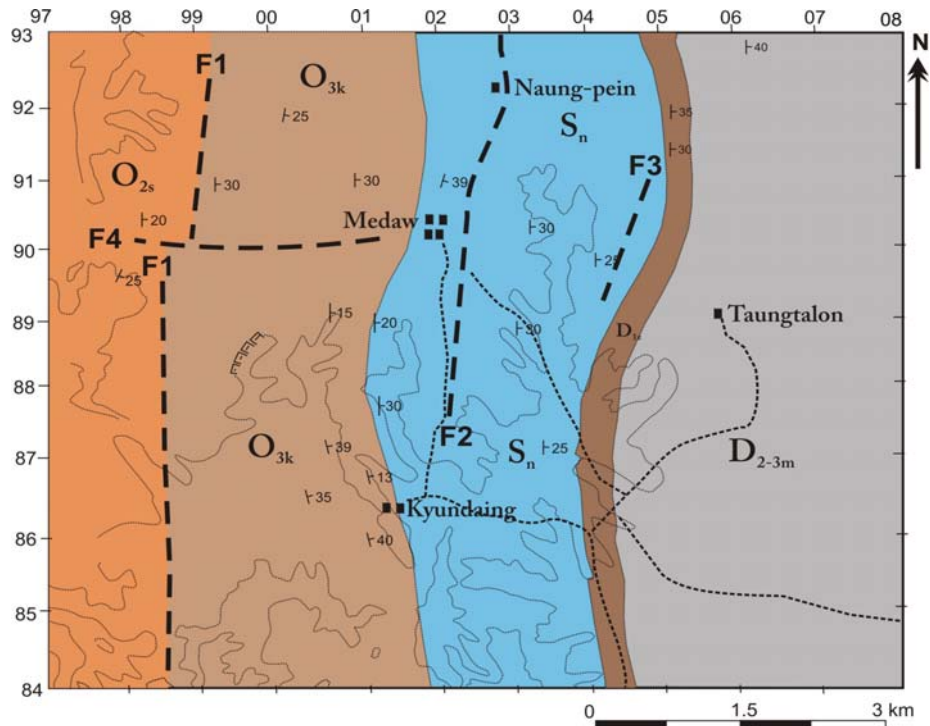 97 98 99 00 01 02 03 04 05 06 07 08
93
N
40
F1
O3k
Naung-pein
92
25
Sn
35
30
F3
91
O2s
30
30
39
20
Medaw
30
F4
90
F1
25
25
89
15
20
30
Taungtalon
88
30
F2
87
O3k
39
Sn
25
D2-3m
13
35
Kyundaing
86
40
85
84
0 1.5 3 km